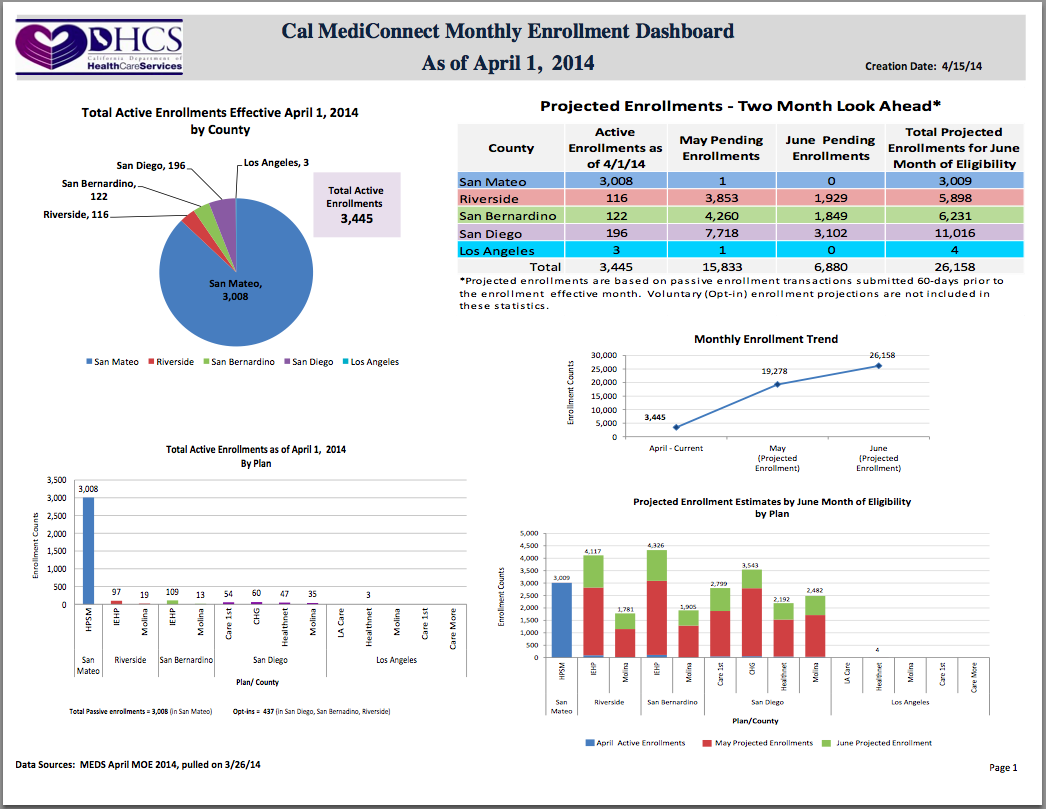 DHCS
California Department of
HealthCareServices
Cal MediConnect Monthly Enrollment Dashboard
As of April 1, 2014
Creation Date: 4/15/14
Total Active Enrollments Effective April 1, 2014
by County
San Diego, 196
Los Angeles, 3
San Bernardino,
122
Riverside, 116
San Mateo,
3,008
Total Active
Enrollments
3,445
San Mateo Riverside San Bernardino San Diego Los Angeles
Projected Enrollments - Two Month Look Ahead*
County Active Enrollments as of 4/1/14 May Pending Enrollments June Pending Enrollments Total Projected Enrollments for June Month of Eligibility
San Mateo 3,008 1 0 3,009
Riverside 116 3,853 1,929 5,898
San Bernardino 122 4,260 1,849 6,231
San Diego 196 7,718 3,102 11,016
Los Angeles 3 1 0 4
Total 3,445 15,833 6,880 26,158
*Projected enrollments are based on passive enrollment transactions submitted 60-days prior to
the enrollment effective month. Voluntary (Opt-in) enrollment projections are not included in
these statistics.
Monthly Enrollment Trend
Enrollment Counts
30,000
25,000
20,000
15,000
10,000
5,000
0
3,445
19,278
26,158
April - Current
May
(Projected
Enrollment)
June
(Projected
Enrollment)
Total Active Enrollments as of April 1, 2014
By Plan
Enrollment Counts
3,500
3,000
2,500
2,000
1,500
1,000
500
0
3,008 97 19 109 13 54 60 47 35 3
HPSM IEHP Molina IEHP Molina Care 1st CHG Healthnet Molina LA Care Healthnet Molina Care 1st Care More
San Mateo Riverside San Bernardino San Diego Los Angeles
Plan/ County
Total Passive enrollments = 3,008 (in San Mateo) Opt-ins = 437 (in San Diego, San Bernadino, Riverside)
Projected Enrollment Estimates by June Month of Eligibility
by Plan
Enrollment Counts
5,000
4,500
4,000
3,500
3,000
2,500
2,000
1,500
1,000
500
0
3,009 4,117 1,781 4,326 1,905 2,799 3,543 2,192 2,482 4
HPSM IEHP Molina IEHP Molina Care 1st CHG Healthnet Molina LA Care Healthnet Molina Care 1st Care More
San Mateo Riverside San Bernardino San Diego Los Angeles
Plan/County
April Active Enrollments May Projected Enrollments June Projected Enrollment
Data Sources: MEDS April MOE 2014, pulled on 3/26/14
Page 1